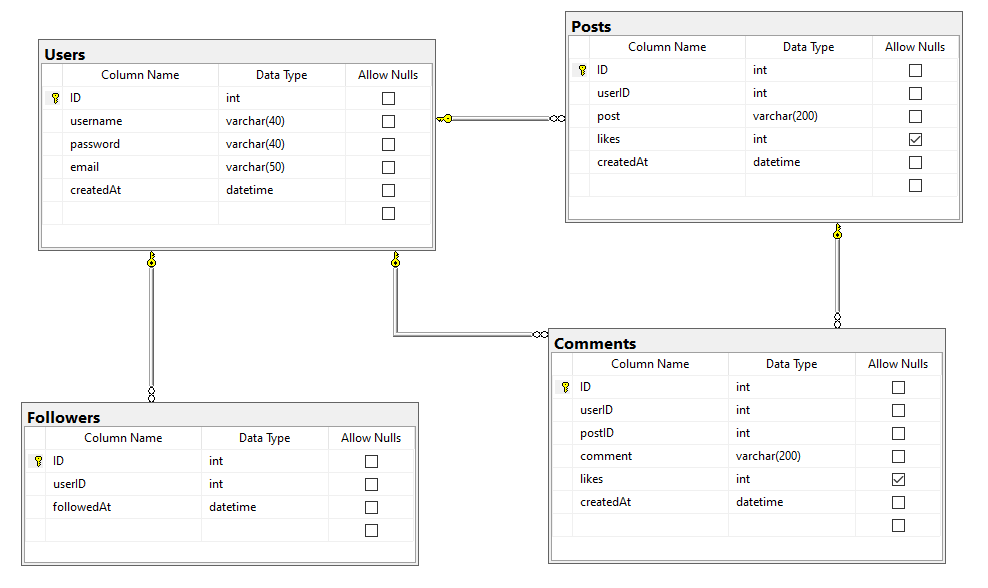 Users
Column Name Data Type Allow Nulls
ID int
username varchar(40)
password varchar(40)
email varchar(50)
createdAt datetime
Posts
Column Name Data Type Allow Nulls
ID int
userID int
post varchar(200)
likes int
createdAt datetime
Followers
Column Name Data Type Allow Nulls
ID int
userID int
followedAt datetime
Comments
Column Name Data Type Allow Nulls
ID int
userID int
postID int
comment varchar(200)
likes int
createdAt datetime